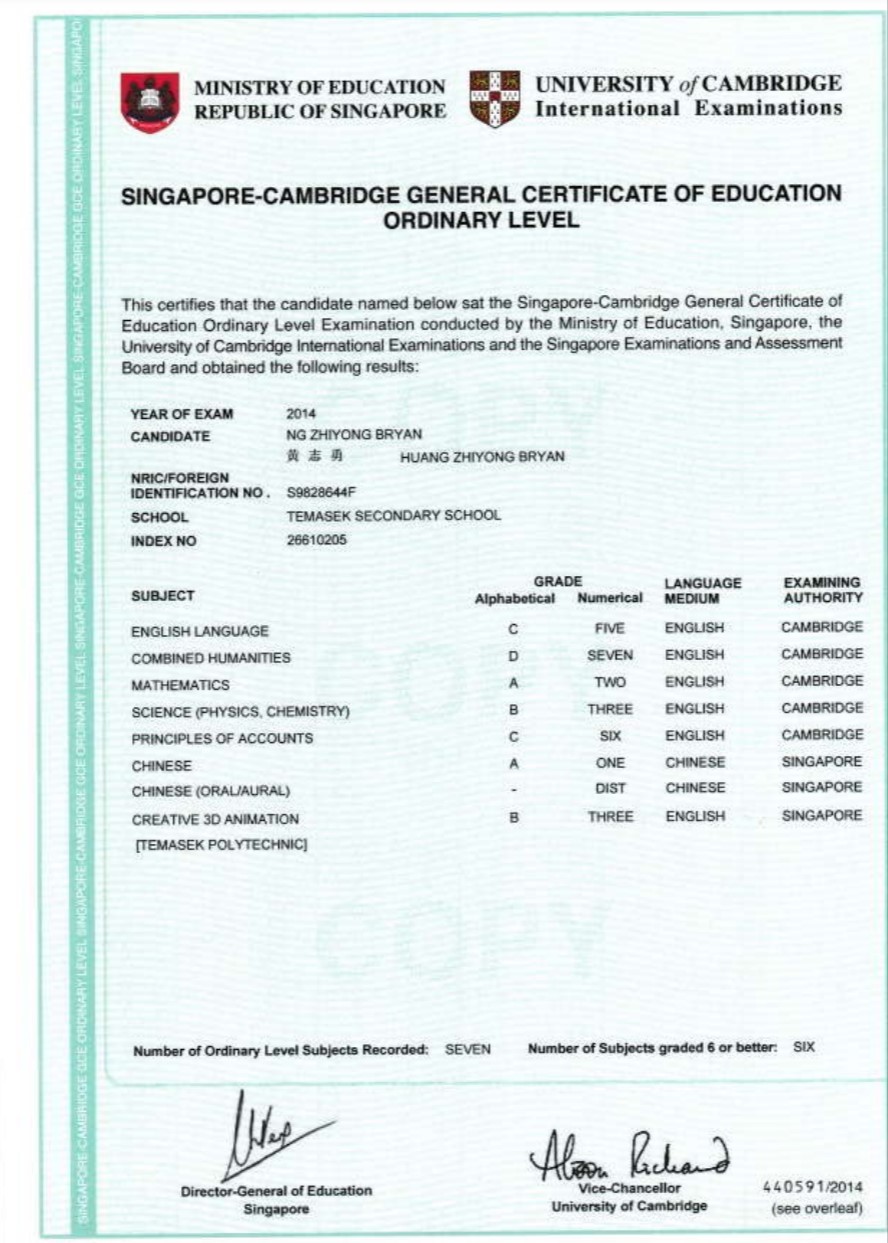 MINISTRY OF EDUCATION
REPUBLIC OF SINGAPORE
UNIVERSITY of CAMBRIDGE
International Examinations
SINGAPORE-CAMBRIDGE GENERAL CERTIFICATE OF EDUCATION
ORDINARY LEVEL
This certifies that the candidate named below sat the Singapore-Cambridge General Certificate of
Education Ordinary Level Examination conducted by the Ministry of Education, Singapore, the
University of Cambridge International Examinations and the Singapore Examinations and Assessment
Board and obtained the following results:
YEAR OF EXAM 2014
CANDIDATE NG ZHIYONG BRYAN
黄志勇 HUANG ZHIYONG BRYAN
NRIC/FOREIGN
IDENTIFICATION NO. S9828644F
SCHOOL TEMASEK SECONDARY SCHOOL
INDEX NO 26610205
GRADE LANGUAGE EXAMINING
SUBJECT Alphabetical Numerical MEDIUM AUTHORITY
ENGLISH LANGUAGE C FIVE ENGLISH CAMBRIDGE
COMBINED HUMANITIES D SEVEN ENGLISH CAMBRIDGE
MATHEMATICS A TWO ENGLISH CAMBRIDGE
SCIENCE (PHYSICS, CHEMISTRY) B THREE ENGLISH CAMBRIDGE
PRINCIPLES OF ACCOUNTS C SIX ENGLISH CAMBRIDGE
CHINESE A ONE CHINESE SINGAPORE
CHINESE (ORAL/AURAL) - DIST CHINESE SINGAPORE
CREATIVE 3D ANIMATION B THREE ENGLISH SINGAPORE
[TEMASEK POLYTECHNIC]
COPY
COPY
COPY
Number of Ordinary Level Subjects Recorded: SEVEN Number of Subjects graded 6 or better: SIX
Alison Richard
Director-General of Education
Singapore
Vice-Chancellor
University of Cambridge
440591/2014
(see overleaf)
SINGAPORE-CAMBRIDGE GCE ORDINARY LEVEL SINGAPORE-CAMBRIDGE GCE ORDINARY LEVEL SINGAPORE-CAMBRIDGE GCE ORDINARY LEVEL SINGAPORE-CAMBRIDGE GCE ORDINARY LEVEL SINGAPO